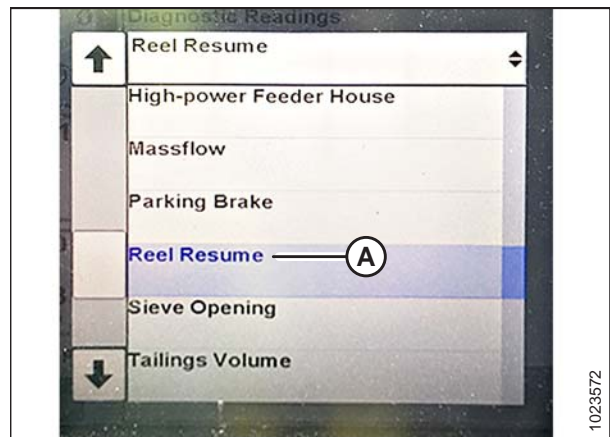 Diagnostic Readings
Reel Resume
High-power Feeder House
Massflow
Parking Brake
Reel Resume
A
Sieve Opening
Tailings Volume
1023572